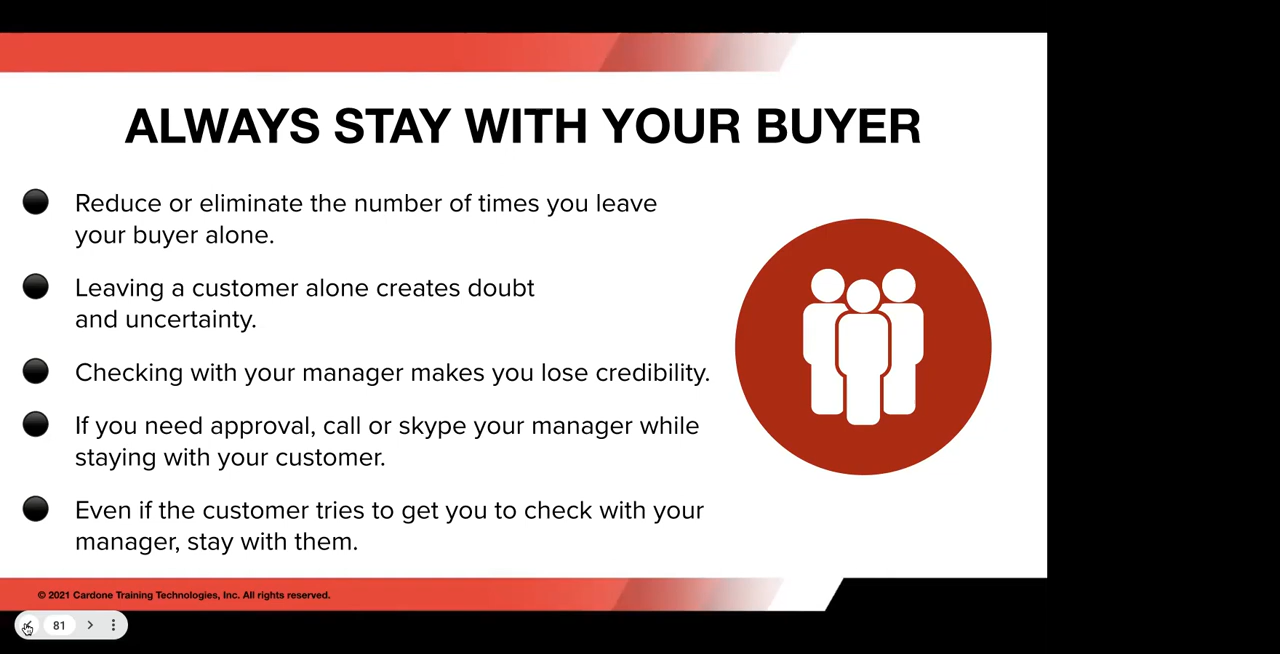 ALWAYS STAY WITH YOUR BUYER
Reduce or eliminate the number of times you leave
your buyer alone.
Leaving a customer alone creates doubt
and uncertainty.
Checking with your manager makes you lose credibility.
If you need approval, call or skype your manager while
staying with your customer.
Even if the customer tries to get you to check with your
manager, stay with them.
© 2021 Cardone Training Technologies, Inc. All rights reserved.
81